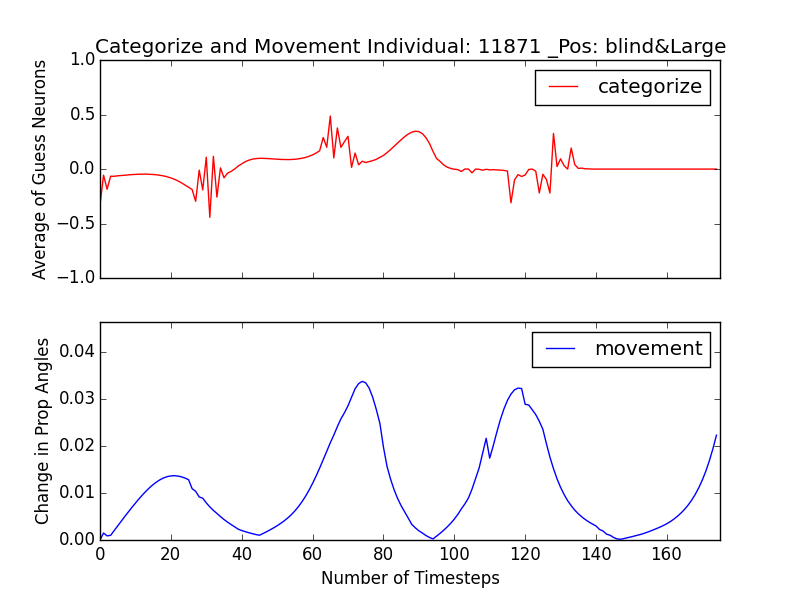 Categorize and Movement Individual: 11871 _Pos: blind&Large
1.0
0.5
0.0
−0.5
−1.0
Average of Guess Neurons
categorize
0.04
0.03
0.02
0.01
0.00
Change in Prop Angles
movement
0 20 40 60 80 100 120 140 160
Number of Timesteps